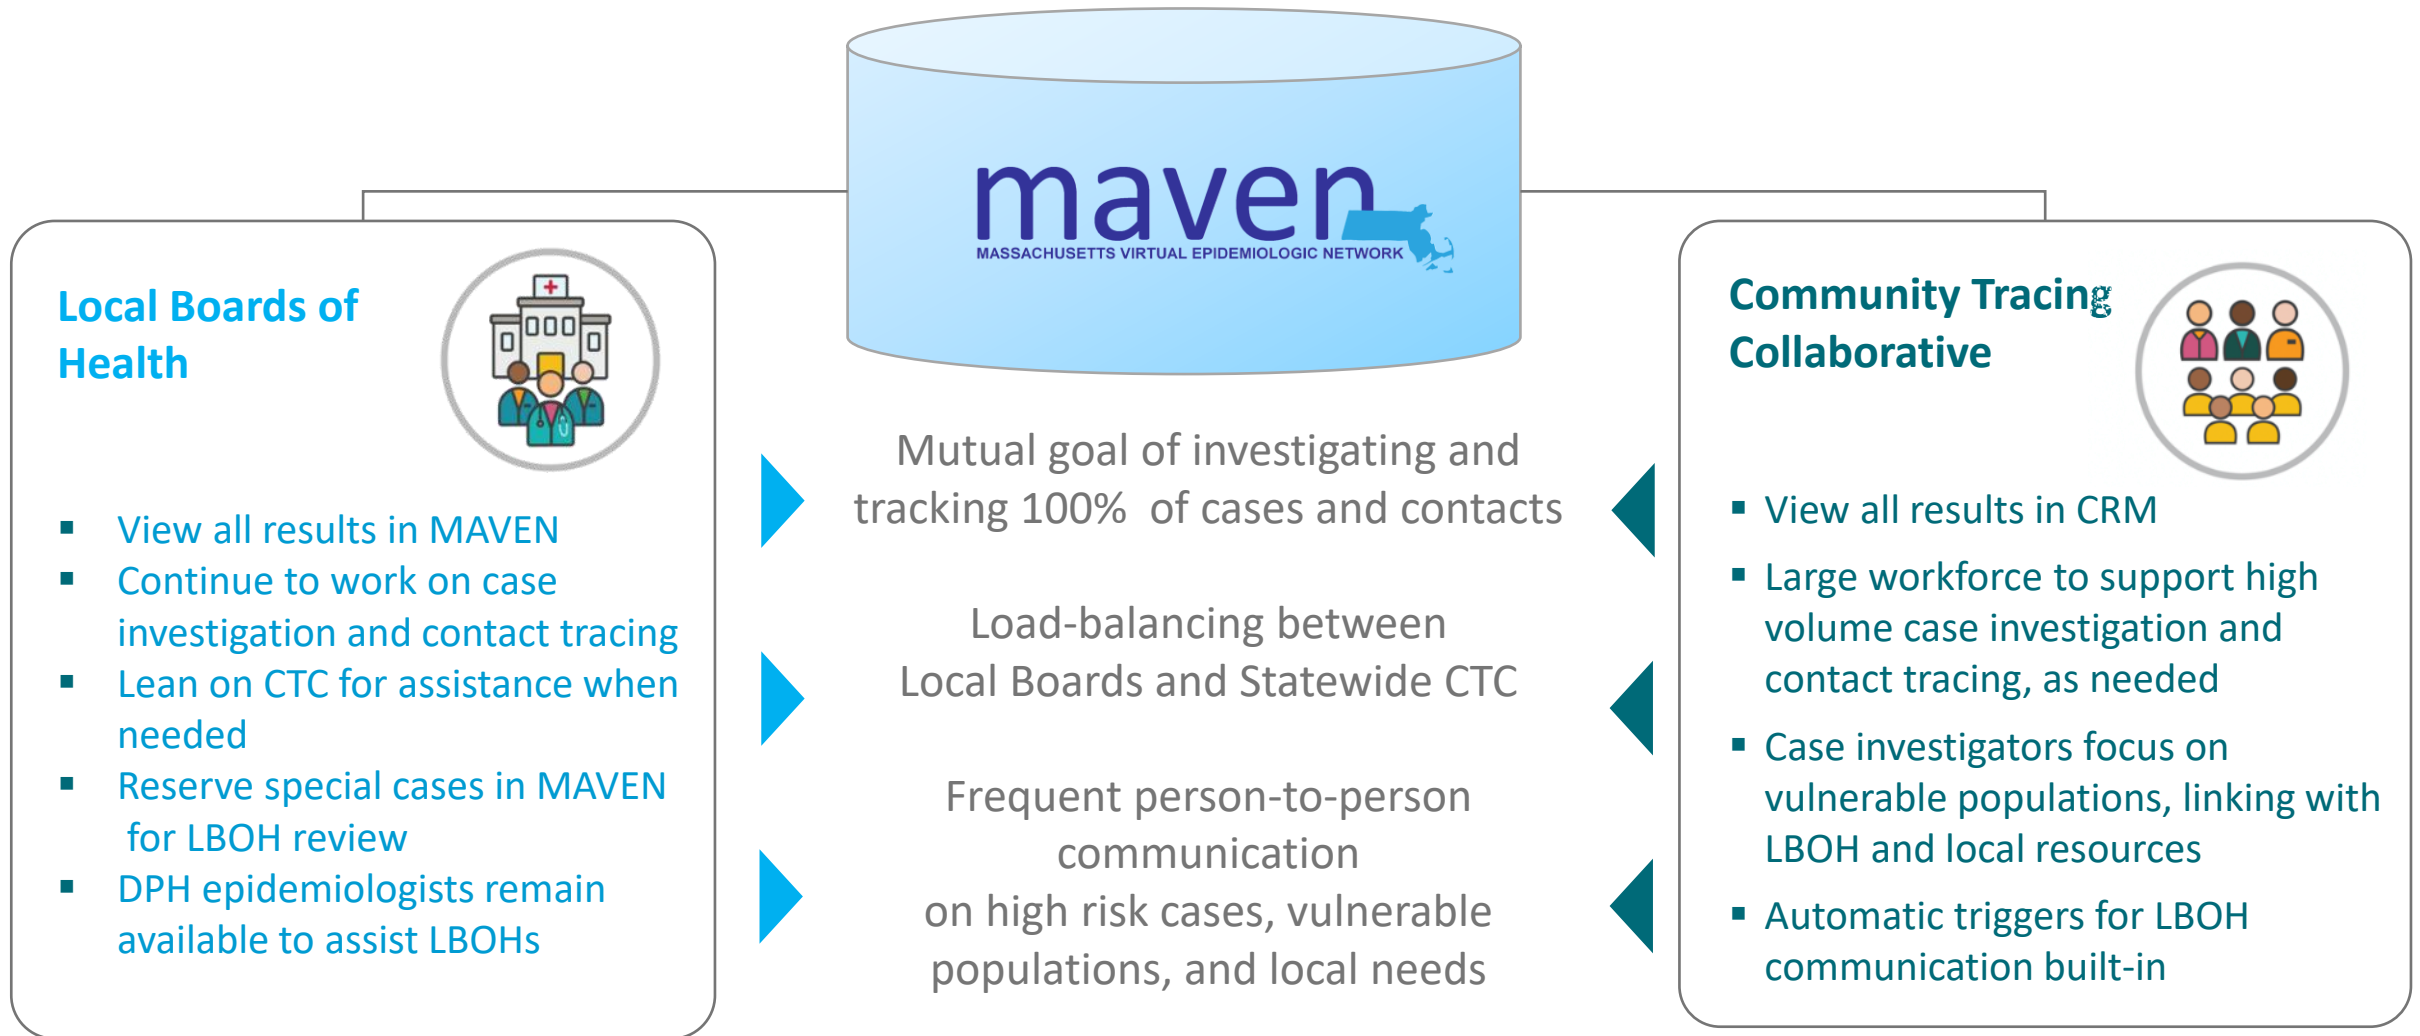 maven
MASSACHUSETTS VIRTUAL EPIDEMIOLOGIC NETWORK
Local Boards of
Health
▪ View all results in MAVEN
▪ Continue to work on case
investigation and contact tracing
▪ Lean on CTC for assistance when
needed
▪ Reserve special cases in MAVEN
for LBOH review
▪ DPH epidemiologists remain
available to assist LBOHs
Mutual goal of investigating and
tracking 100% of cases and contacts
Load-balancing between
Local Boards and Statewide CTC
Frequent person-to-person
communication
on high risk cases, vulnerable
populations, and local needs
Community Tracing
Collaborative
▪ View all results in CRM
▪ Large workforce to support high
volume case investigation and
contact tracing, as needed
▪ Case investigators focus on
vulnerable populations, linking with
LBOH and local resources
▪ Automatic triggers for LBOH
communication built-in